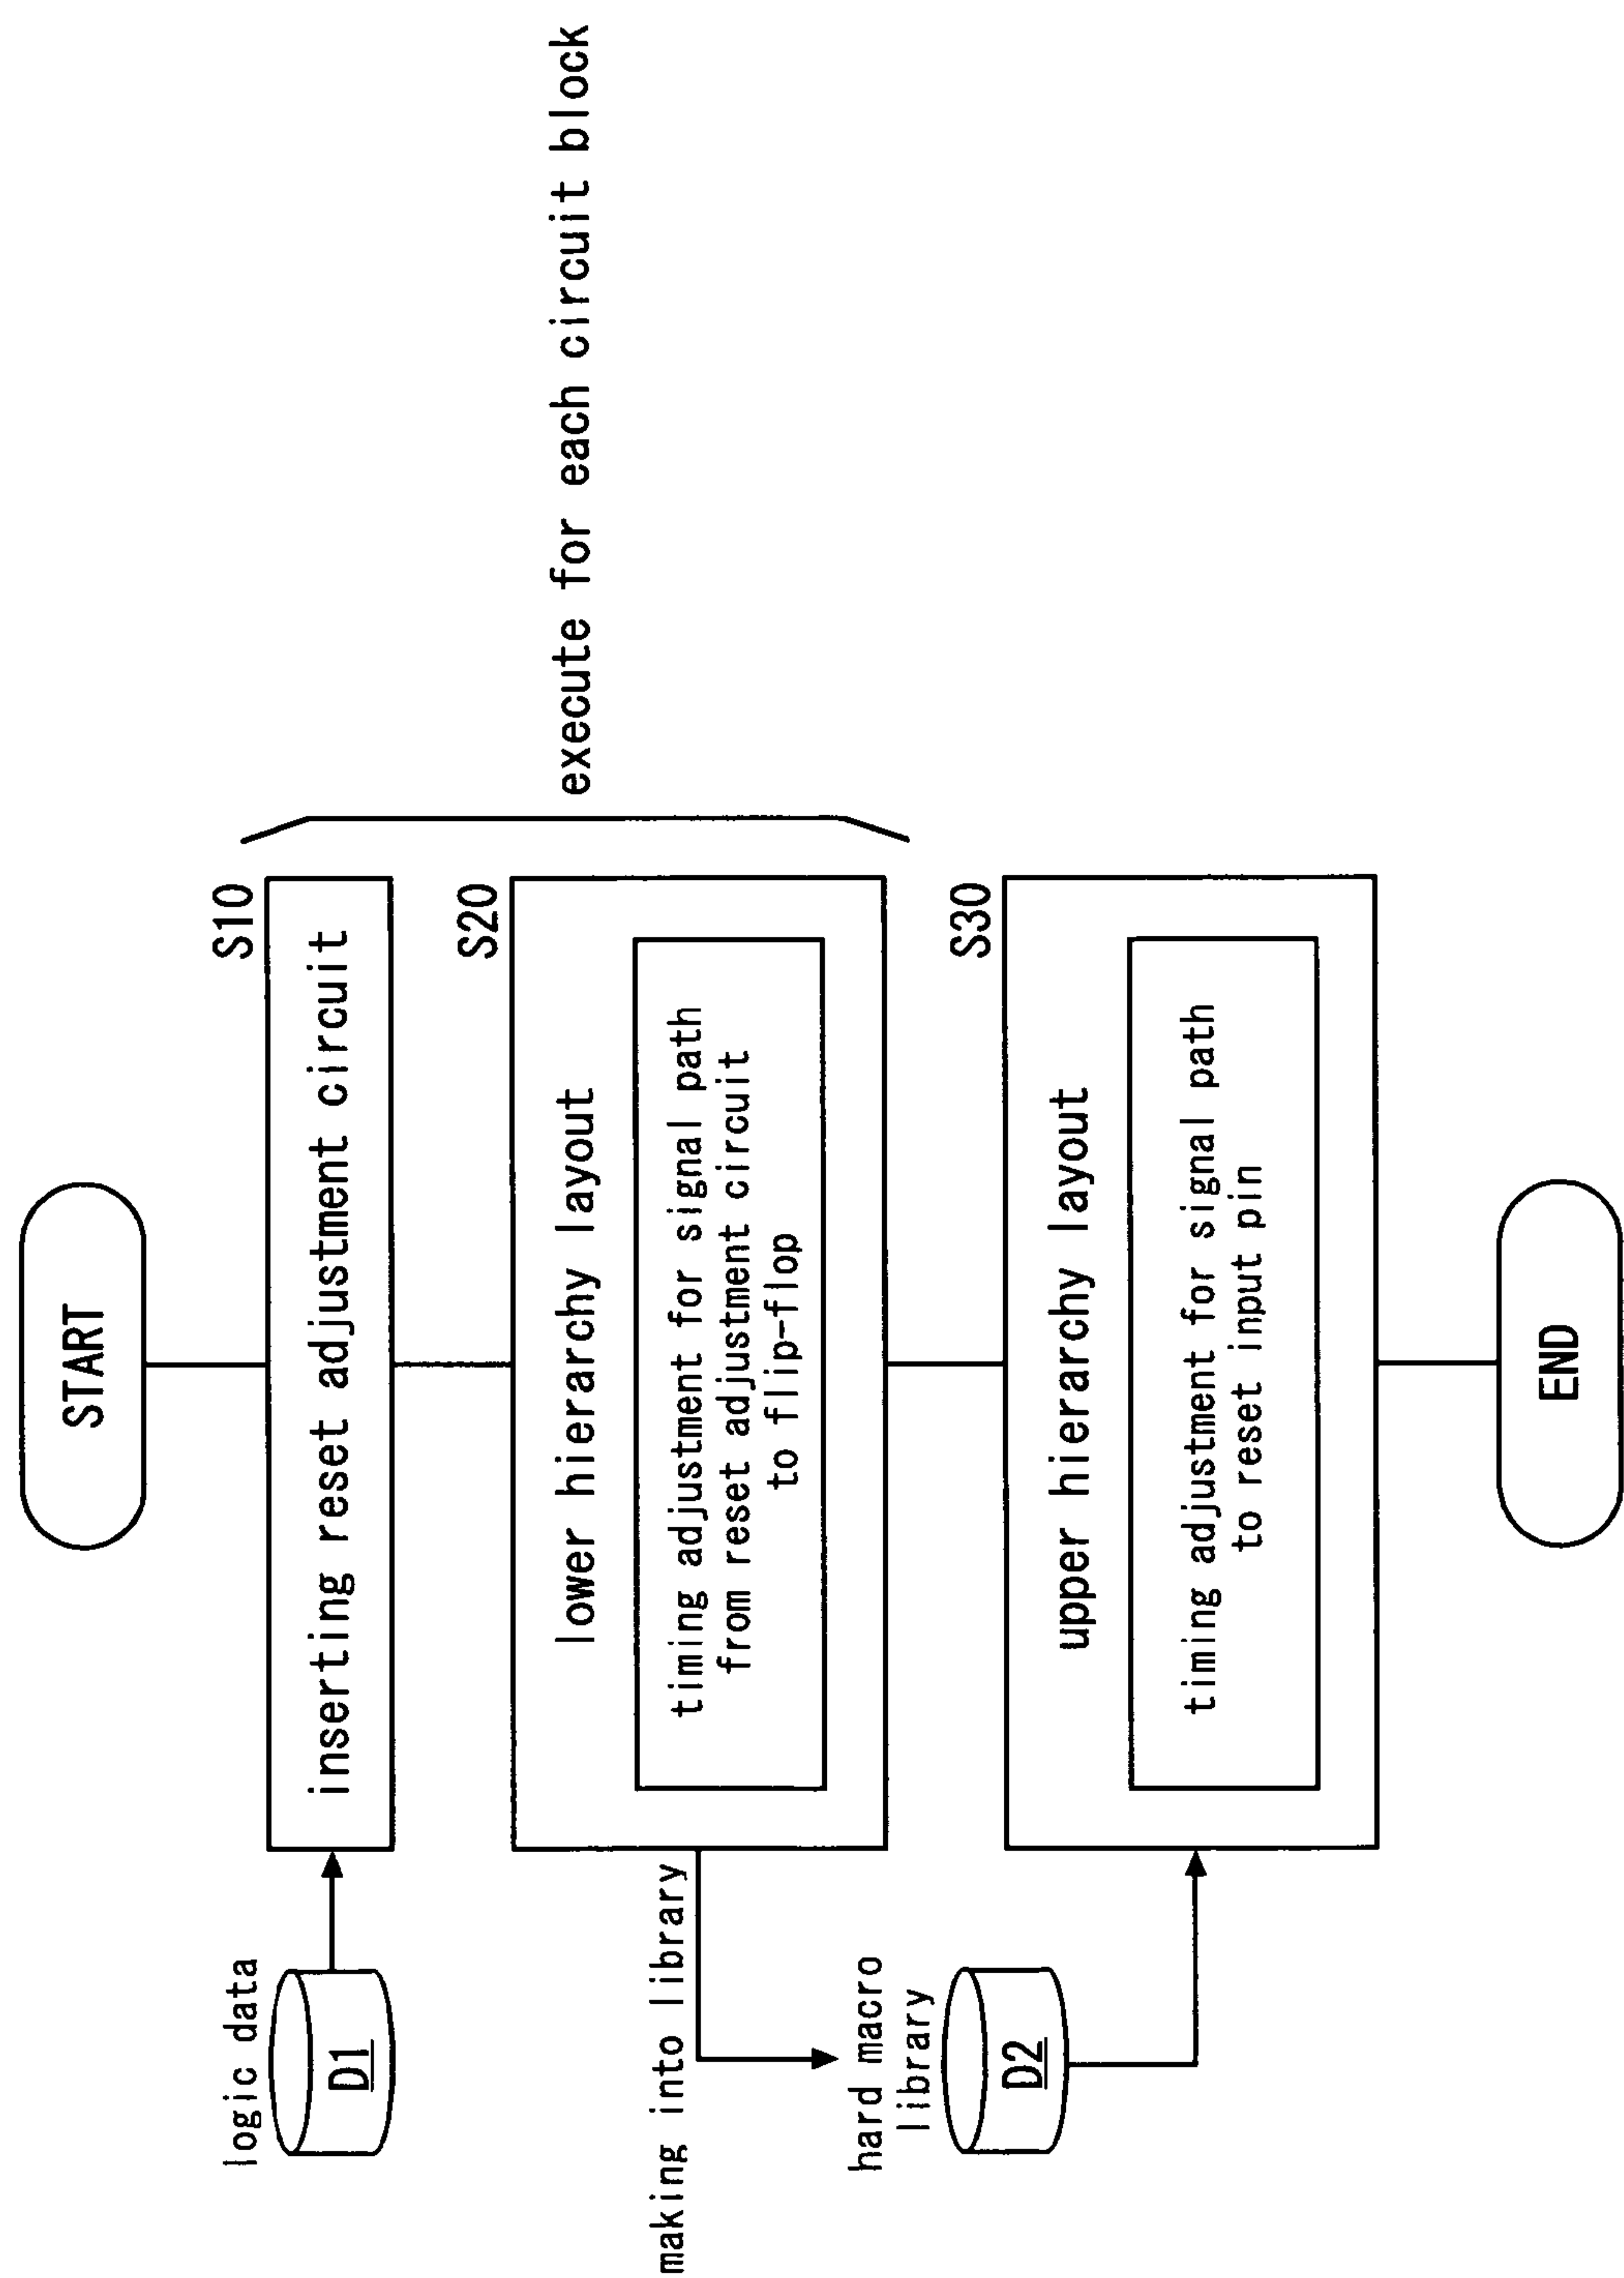 START
logic data
D1
S10
inserting reset adjustment circuit
execute for each circuit block
S20
lower hierarchy layout
timing adjustment for signal path
from reset adjustment circuit
to flip-flop
making into library
hard macro
library
D2
S30
upper hierarchy layout
timing adjustment for signal path
to reset input pin
END